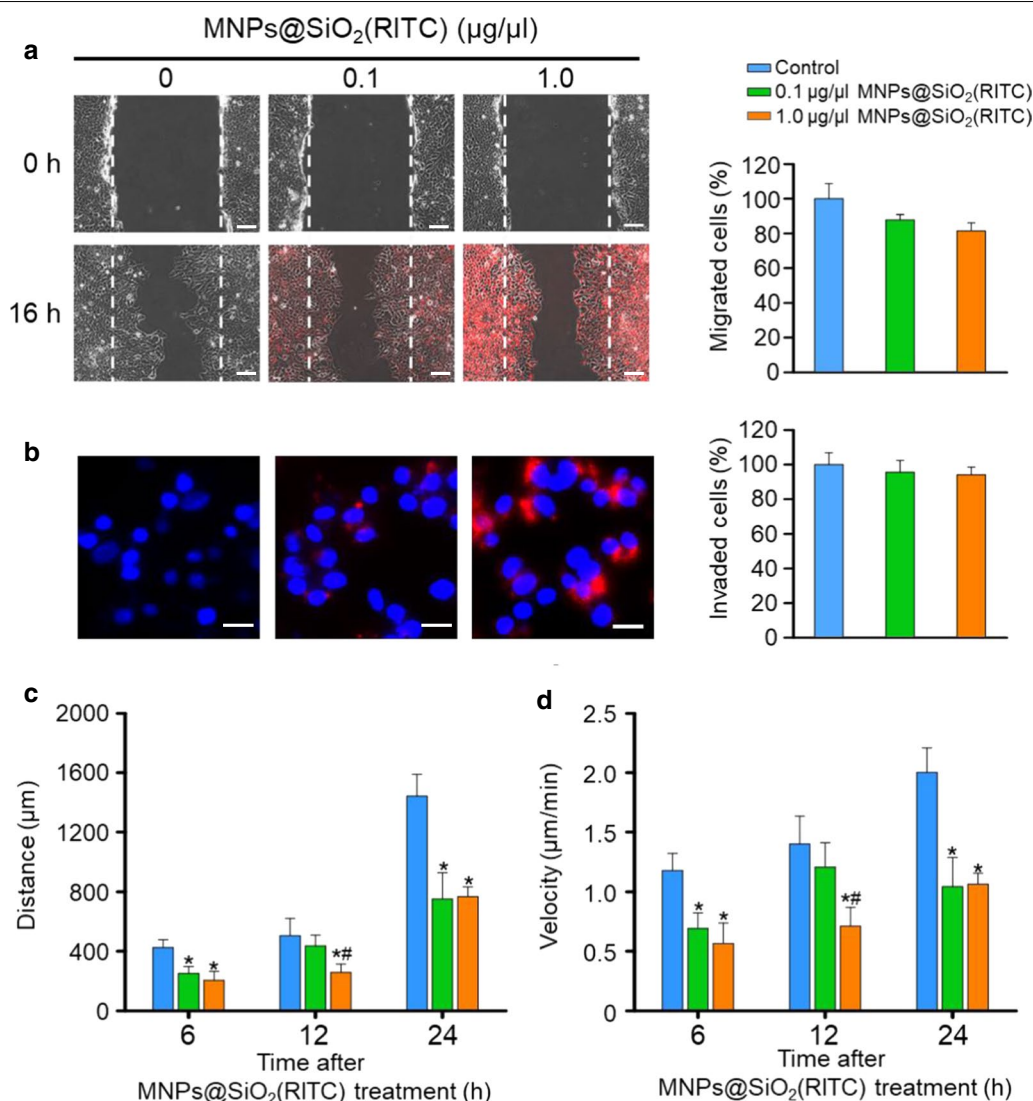 a
MNPs@SiO₂(RITC) (µg/µl)
0 0.1 1.0
0 h
16 h
Control
0.1 µg/µl MNPs@SiO₂(RITC)
1.0 µg/µl MNPs@SiO₂(RITC)
120
100
80
60
40
20
0
Migrated cells (%)
b
120
100
80
60
40
20
0
Invaded cells (%)
c
2000
1600
1200
800
400
0
Distance (µm)
* * *# * *
6 12 24
Time after
MNPs@SiO₂(RITC) treatment (h)
d
2.5
2.0
1.5
1.0
0.5
0
Velocity (µm/min)
* * *# * *
6 12 24
Time after
MNPs@SiO₂(RITC) treatment (h)